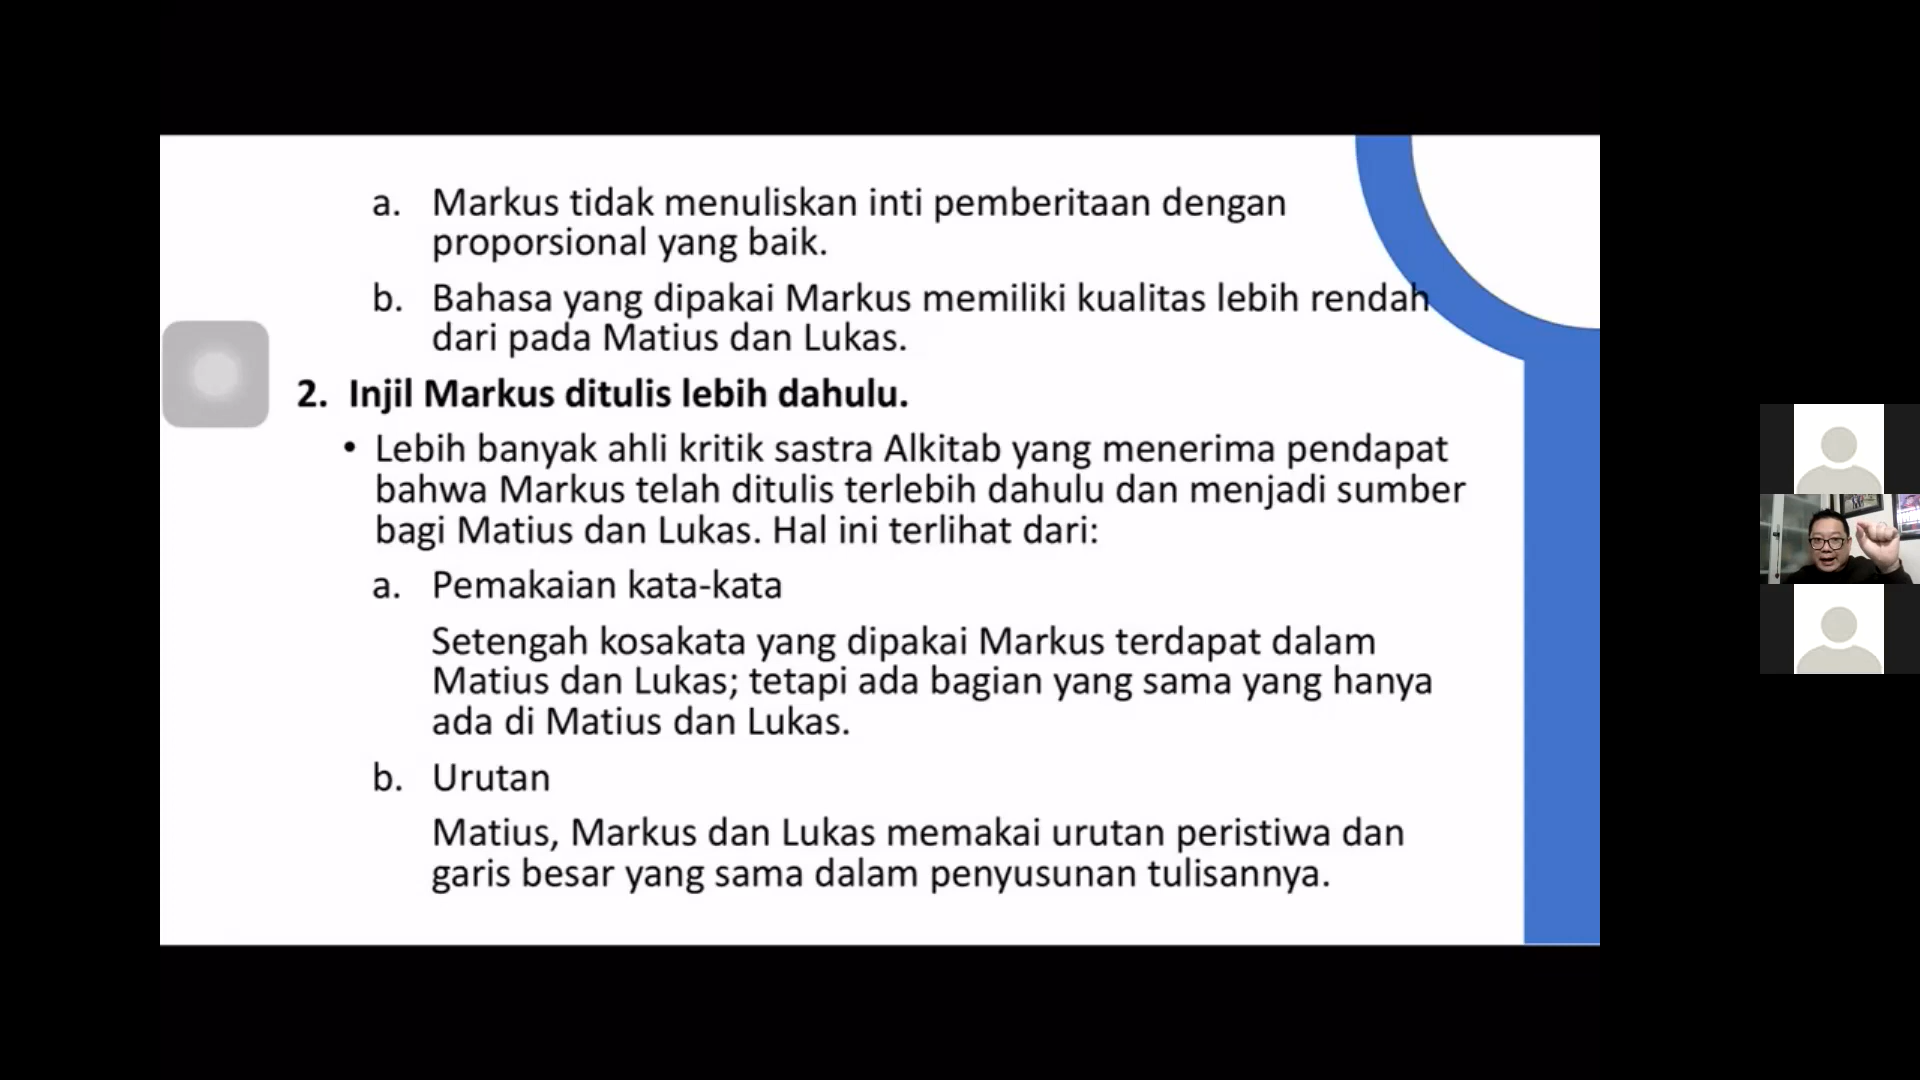 a. Markus tidak menuliskan inti pemberitaan dengan
proporsional yang baik.
b. Bahasa yang dipakai Markus memiliki kualitas lebih rendah
dari pada Matius dan Lukas.
2. Injil Markus ditulis lebih dahulu.
• Lebih banyak ahli kritik sastra Alkitab yang menerima pendapat
bahwa Markus telah ditulis terlebih dahulu dan menjadi sumber
bagi Matius dan Lukas. Hal ini terlihat dari:
a. Pemakaian kata-kata
Setengah kosakata yang dipakai Markus terdapat dalam
Matius dan Lukas; tetapi ada bagian yang sama yang hanya
ada di Matius dan Lukas.
b. Urutan
Matius, Markus dan Lukas memakai urutan peristiwa dan
garis besar yang sama dalam penyusunan tulisannya.